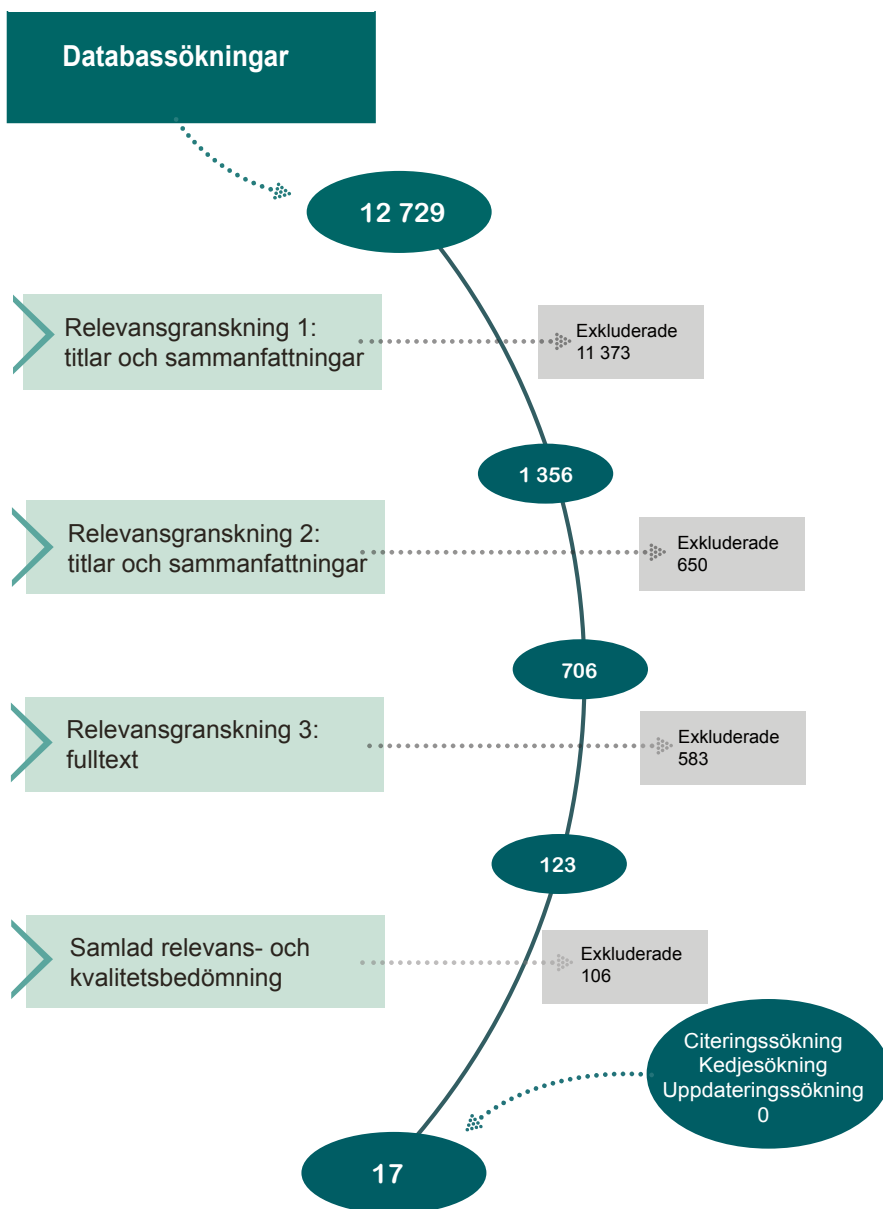 Databassökningar
12 729
Relevansgranskning 1:
titlar och sammanfattningar
Exkluderade
11 373
1 356
Relevansgranskning 2:
titlar och sammanfattningar
Exkluderade
650
706
Relevansgranskning 3:
fulltext
Exkluderade
583
123
Samlad relevans- och
kvalitetsbedömning
Exkluderade
106
Citeringssökning
Kedjesökning
Uppdateringssökning
0
17